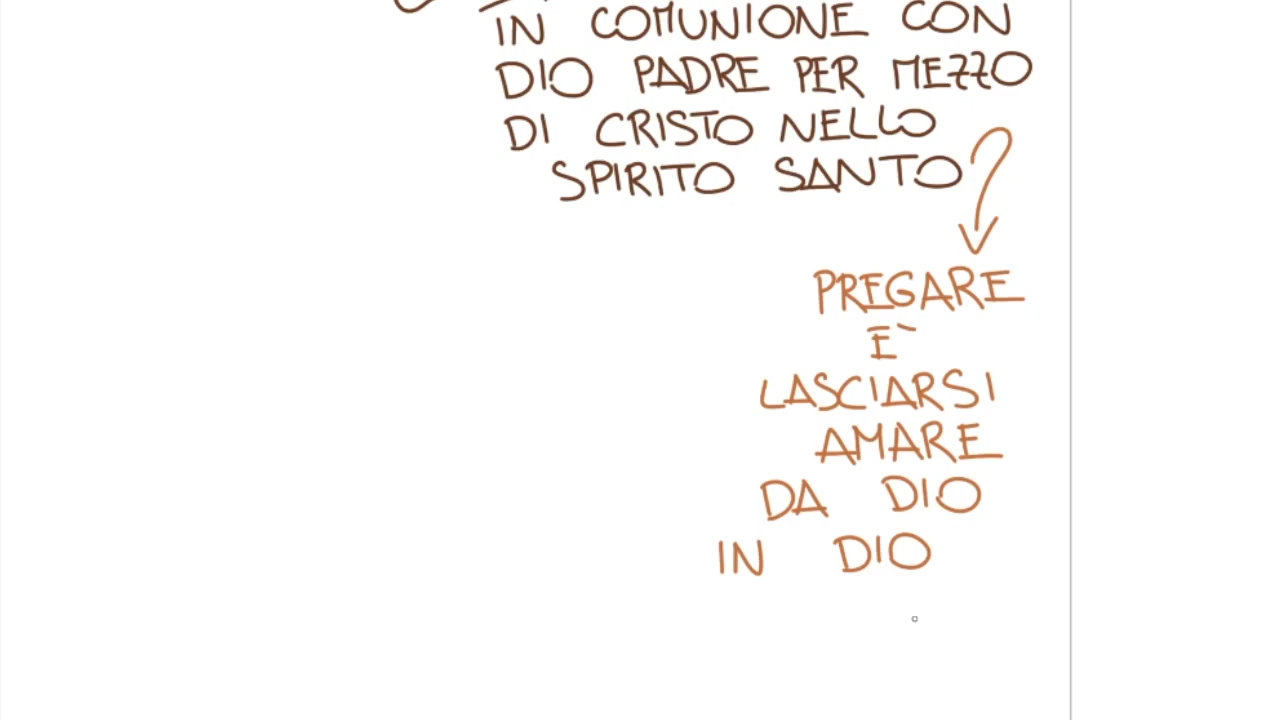 IN COMUNIONE CON
DIO PADRE PER MEZZO
DI CRISTO NELLO
SPIRITO SANTO
PREGARE
E`
LASCIARSI
AMARE
DA DIO
IN DIO